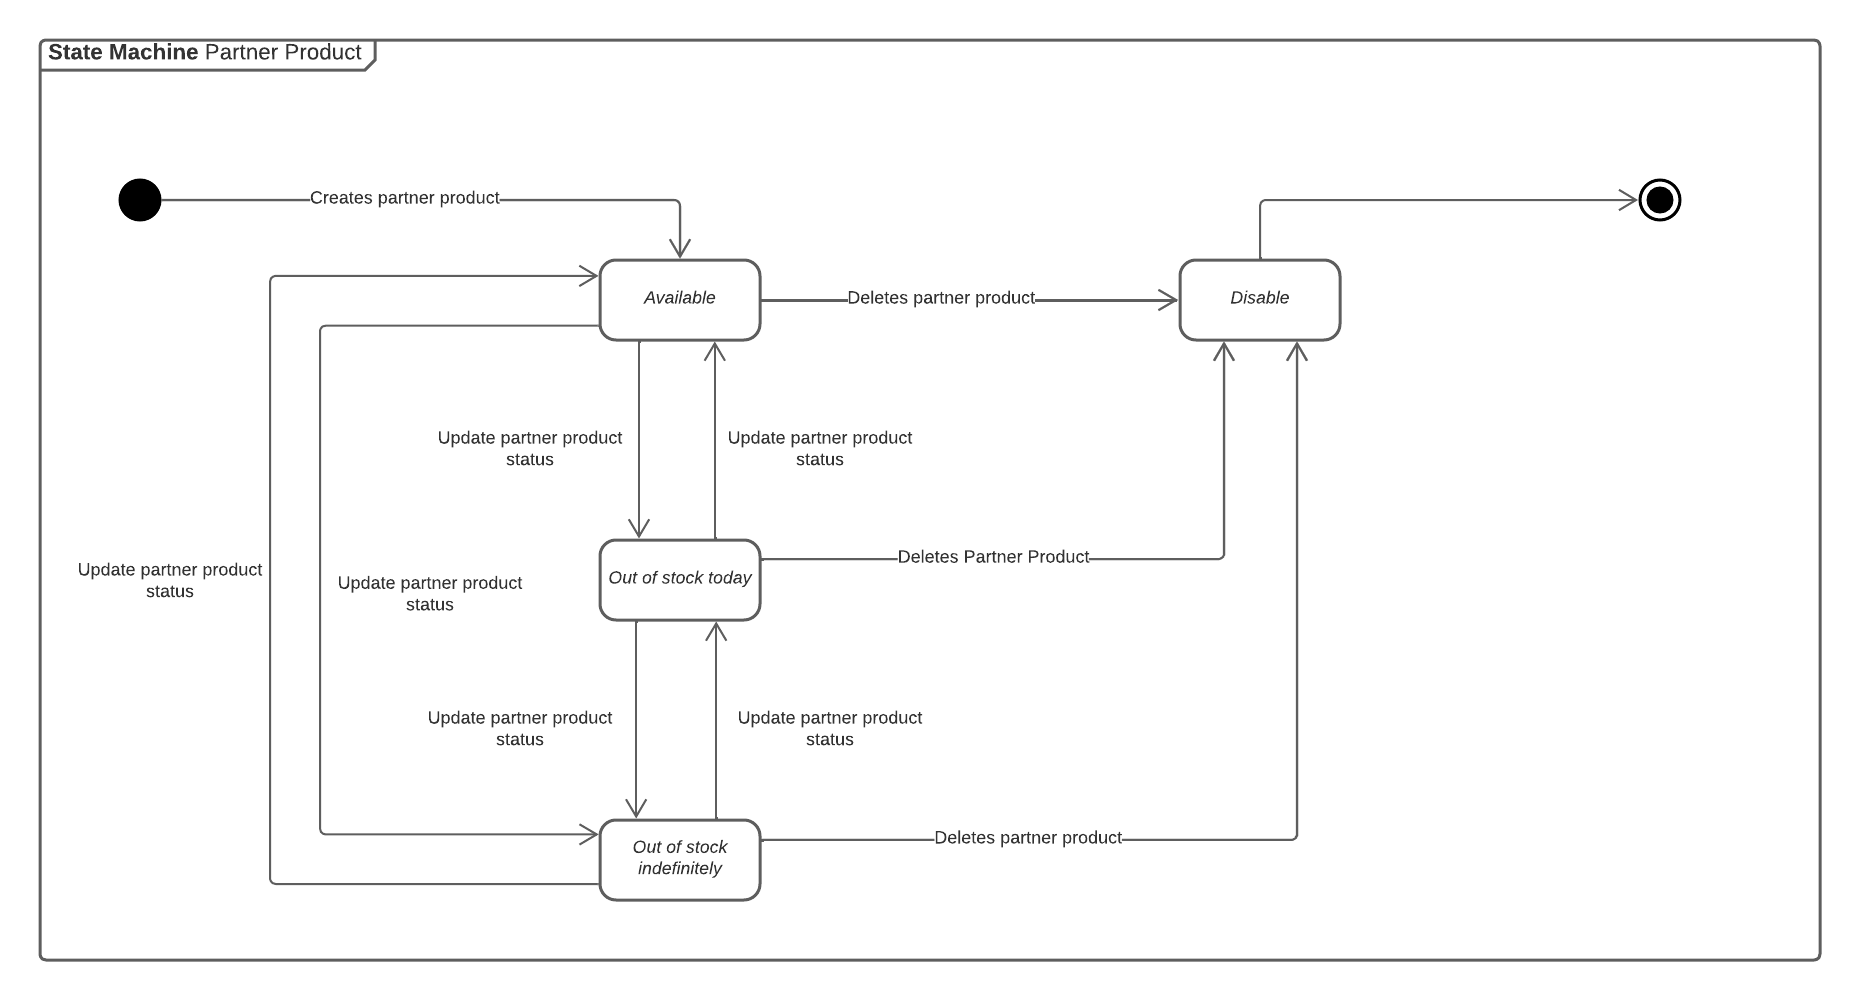 State Machine Partner Product
Creates partner product
Available
Deletes partner product
Disable
Update partner product
status
Update partner product
status
Update partner product
status
Update partner product
status
Out of stock today
Deletes Partner Product
Update partner product
status
Update partner product
status
Out of stock
indefinitely
Deletes partner product